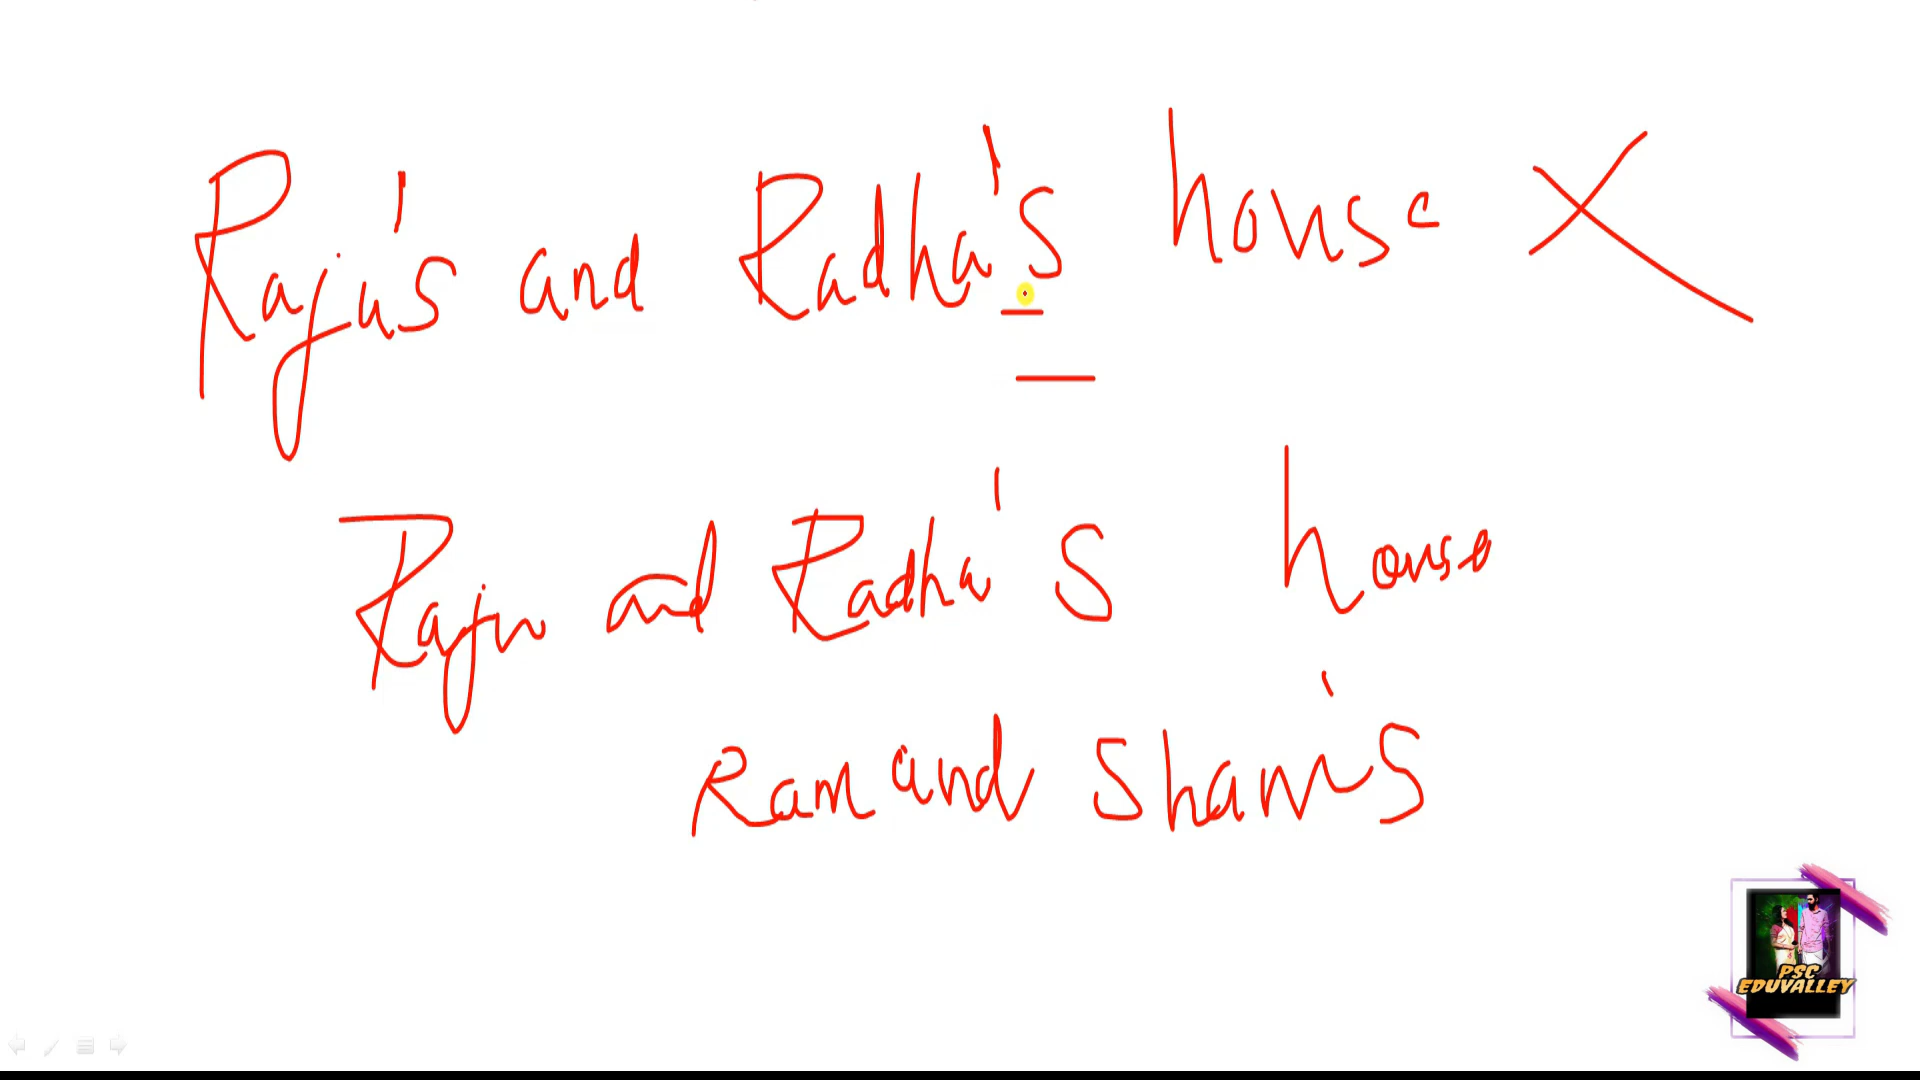 Raju's and Radha's house
Raju and Radha's house
Ram and Sham's
PSC
EDUVALLEY